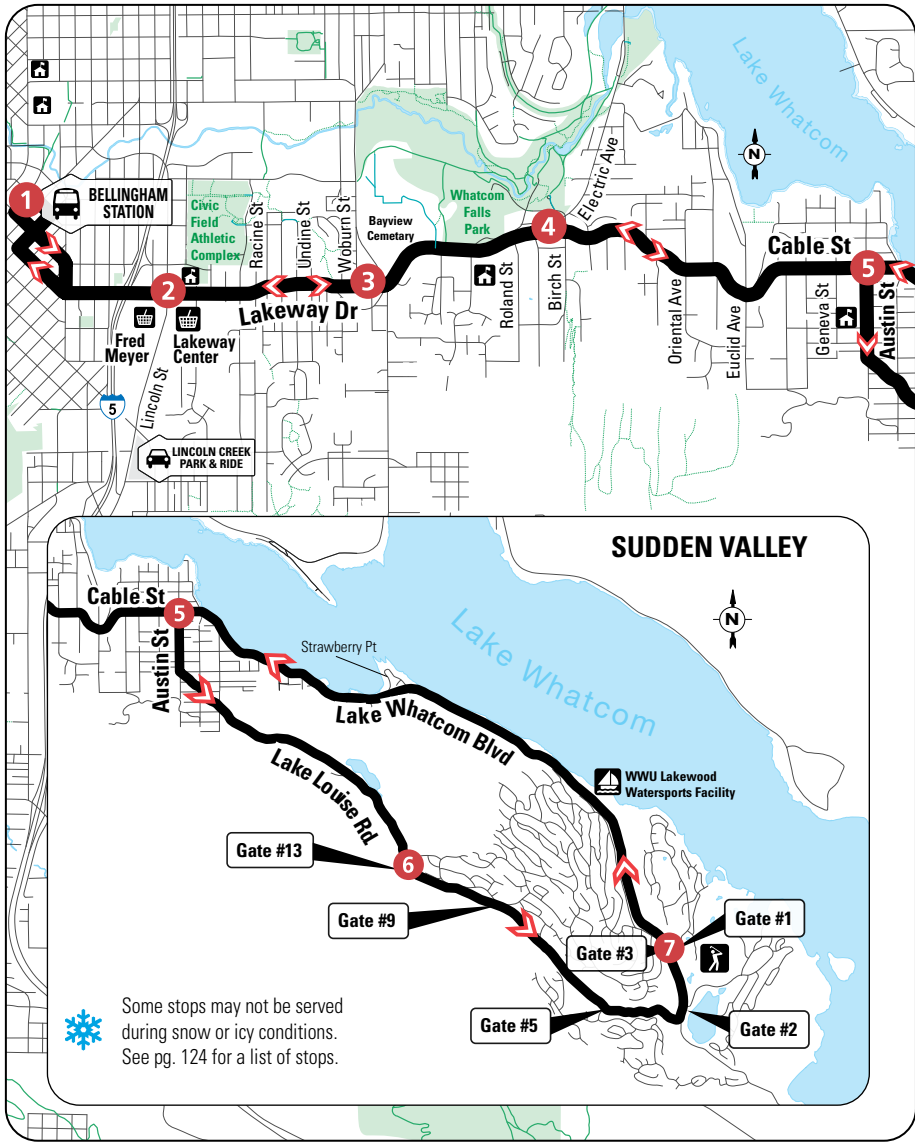 Lake Whatcom
N
1
BELLINGHAM
STATION
Civic
Field
Athletic
Complex
Racine St
Undine St
Woburn St
Bayview
Cemetary
Whatcom
Falls
Park
4
Electric Ave
Cable St
5
2
3
Lakeway Dr
Roland St
Birch St
Oriental Ave
Euclid Ave
Geneva St
Austin St
Fred
Meyer
Lakeway
Center
Lincoln St
5
LINCOLN CREEK
PARK & RIDE
SUDDEN VALLEY
Cable St
5
N
Austin St
Strawberry Pt
Lake Whatcom
Lake Whatcom Blvd
Lake Louise Rd.
WWU Lakewood
Watersports Facility
Gate #13
6
Gate #9
Gate #1
Gate #3
7
Gate #5
Gate #2
Some stops may not be served
during snow or icy conditions.
See pg. 124 for a list of stops.